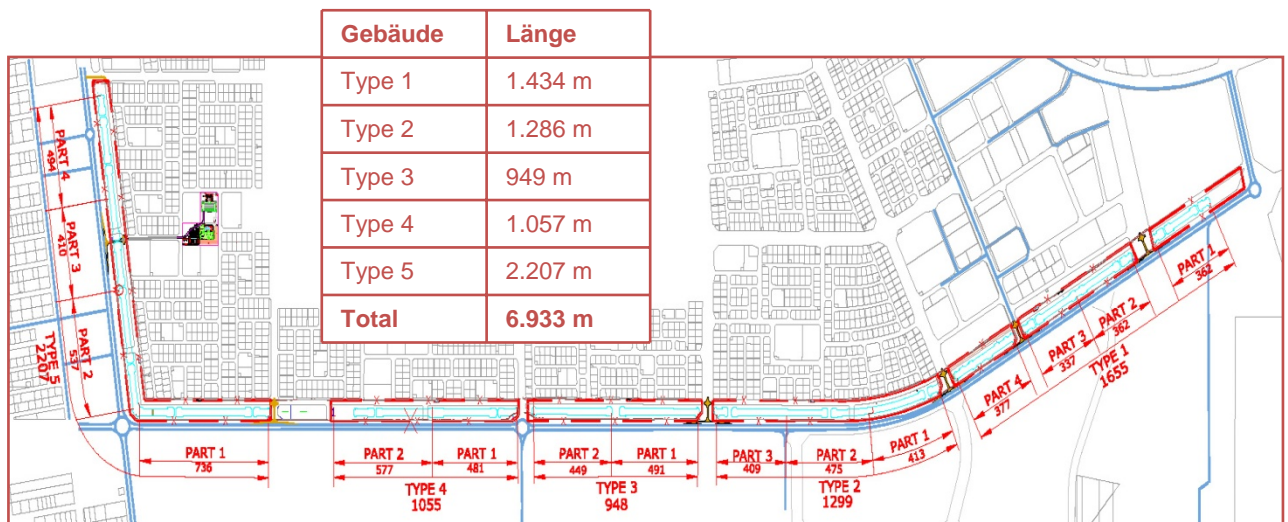 Gebäude Länge
Type 1 1.434 m
Type 2 1.286 m
Type 3 949 m
Type 4 1.057 m
Type 5 2.207 m
Total 6.933 m
PART 4
494
PART 3
410
PART 2
537
TYPE 5
2207
PART 1
736
PART 2
577
PART 1
481
TYPE 4
1055
PART 2
449
PART 1
491
TYPE 3
948
PART 3
409
PART 2
475
PART 1
413
TYPE 2
1299
PART 4
377
PART 3
337
PART 2
362
PART 1
362
TYPE 1
1655